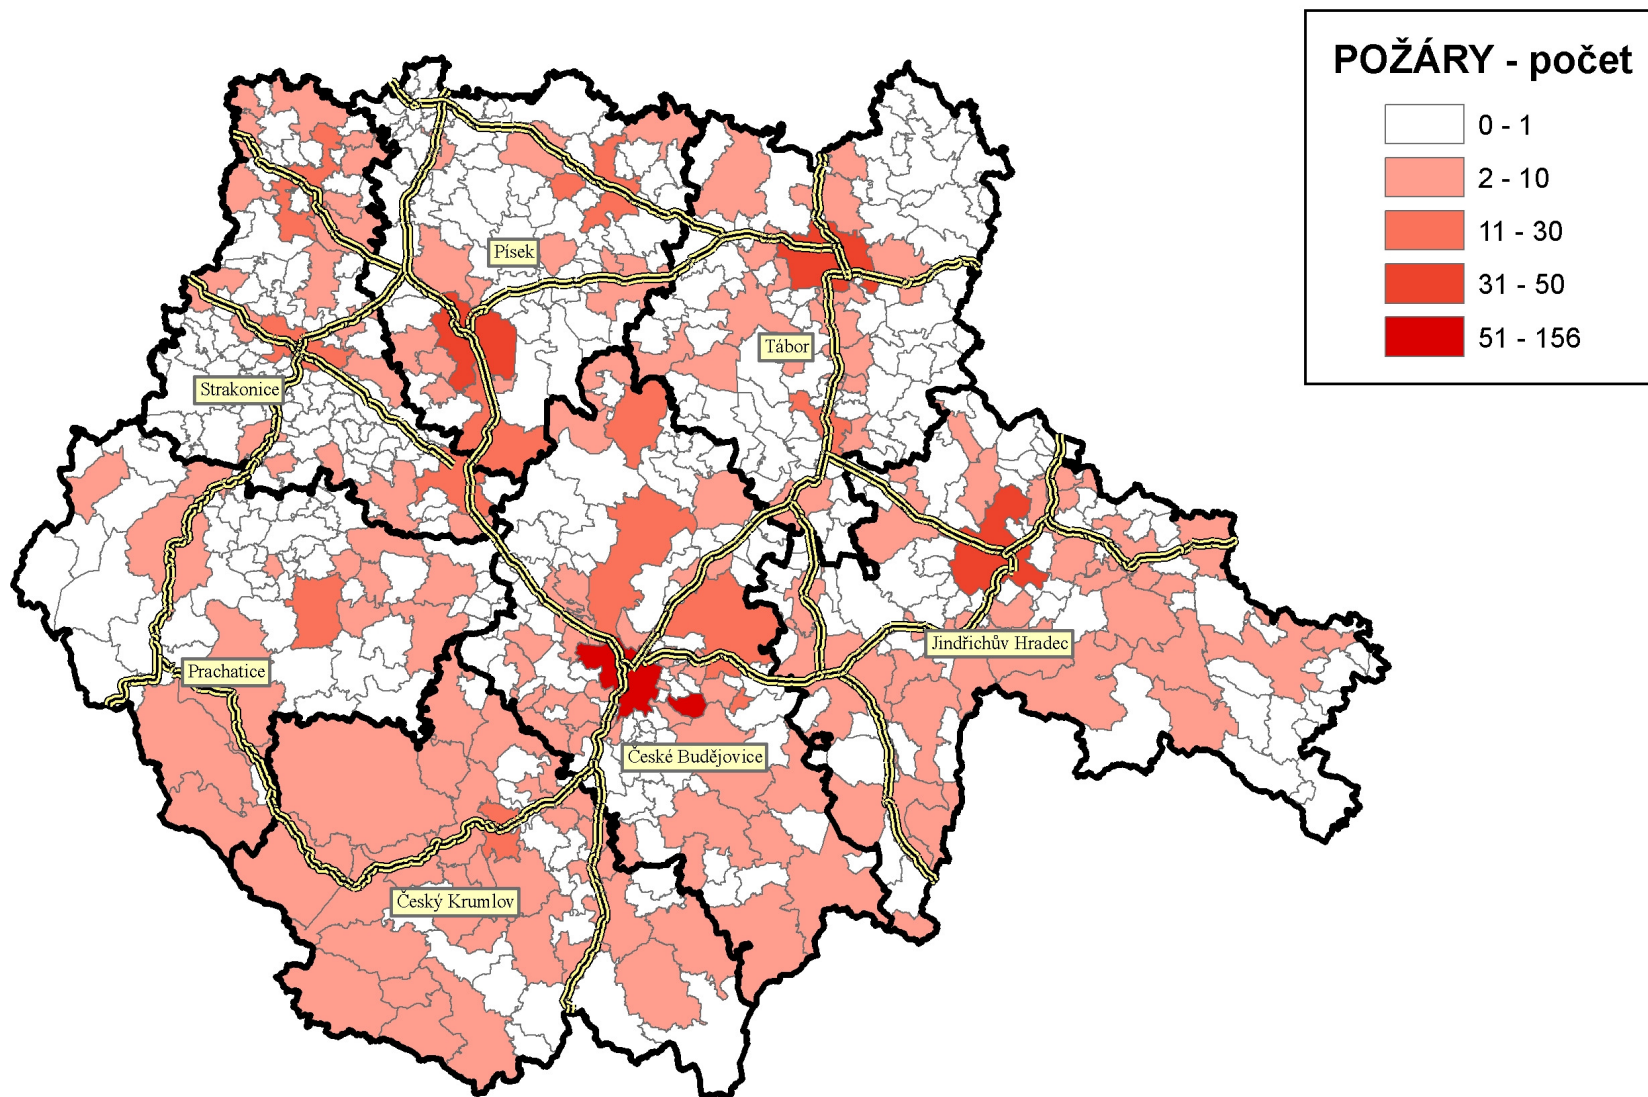 POŽÁRY - počet
0 - 1
2 - 10
11 - 30
31 - 50
51 - 156
Písek
Tábor
Strakonice
Jindřichův Hradec
Prachatice
České Budějovice
Český Krumlov